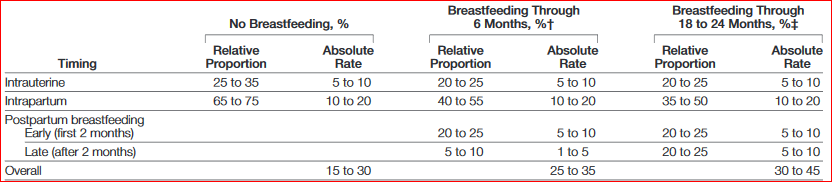 No Breastfeeding, % Breastfeeding Through 6 Months, %† Breastfeeding Through 18 to 24 Months, %‡
Timing Relative Proportion Absolute Rate Relative Proportion Absolute Rate Relative Proportion Absolute Rate
Intrauterine 25 to 35 5 to 10 20 to 25 5 to 10 20 to 25 5 to 10
Intrapartum 65 to 75 10 to 20 40 to 55 10 to 20 35 to 50 10 to 20
Postpartum breastfeeding
Early (first 2 months) 20 to 25 5 to 10 20 to 25 5 to 10
Late (after 2 months) 5 to 10 1 to 5 20 to 25 5 to 10
Overall 15 to 30 25 to 35 30 to 45